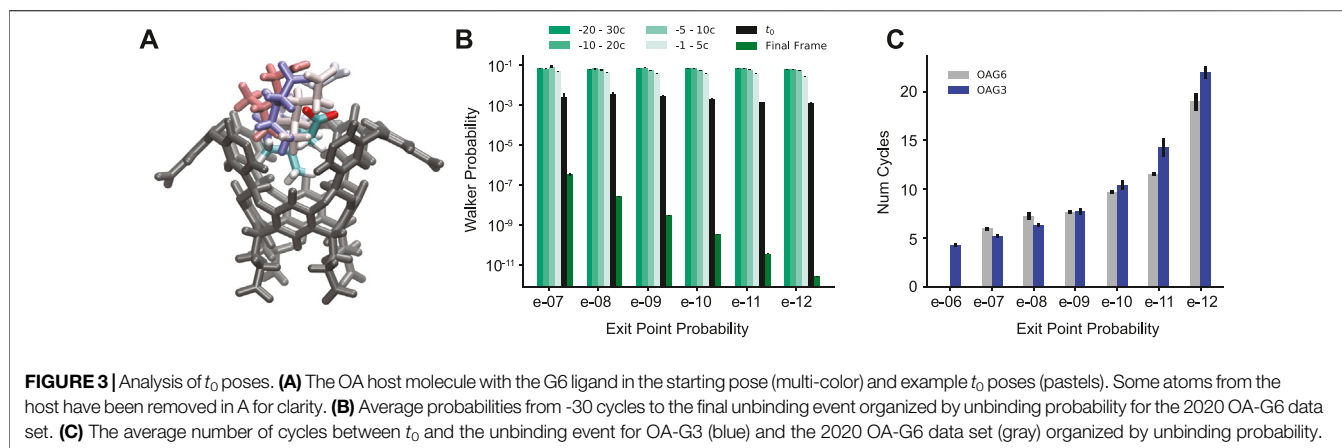 A
B
-20 - 30c
-5 - 10c
t0
-10 - 20c
-1 - 5c
Final Frame
Walker Probability
10-1
10-3
10-5
10-7
10-9
10-11
e-07 e-08 e-09 e-10 e-11 e-12
Exit Point Probability
C
OAG6
OAG3
Num Cycles
20
15
10
5
0
e-06 e-07 e-08 e-09 e-10 e-11 e-12
Exit Point Probability
FIGURE 3 | Analysis of t0 poses. (A) The OA host molecule with the G6 ligand in the starting pose (multi-color) and example t0 poses (pastels). Some atoms from the
host have been removed in A for clarity. (B) Average probabilities from -30 cycles to the final unbinding event organized by unbinding probability for the 2020 OA-G6 data
set. (C) The average number of cycles between t0 and the unbinding event for OA-G3 (blue) and the 2020 OA-G6 data set (gray) organized by unbinding probability.